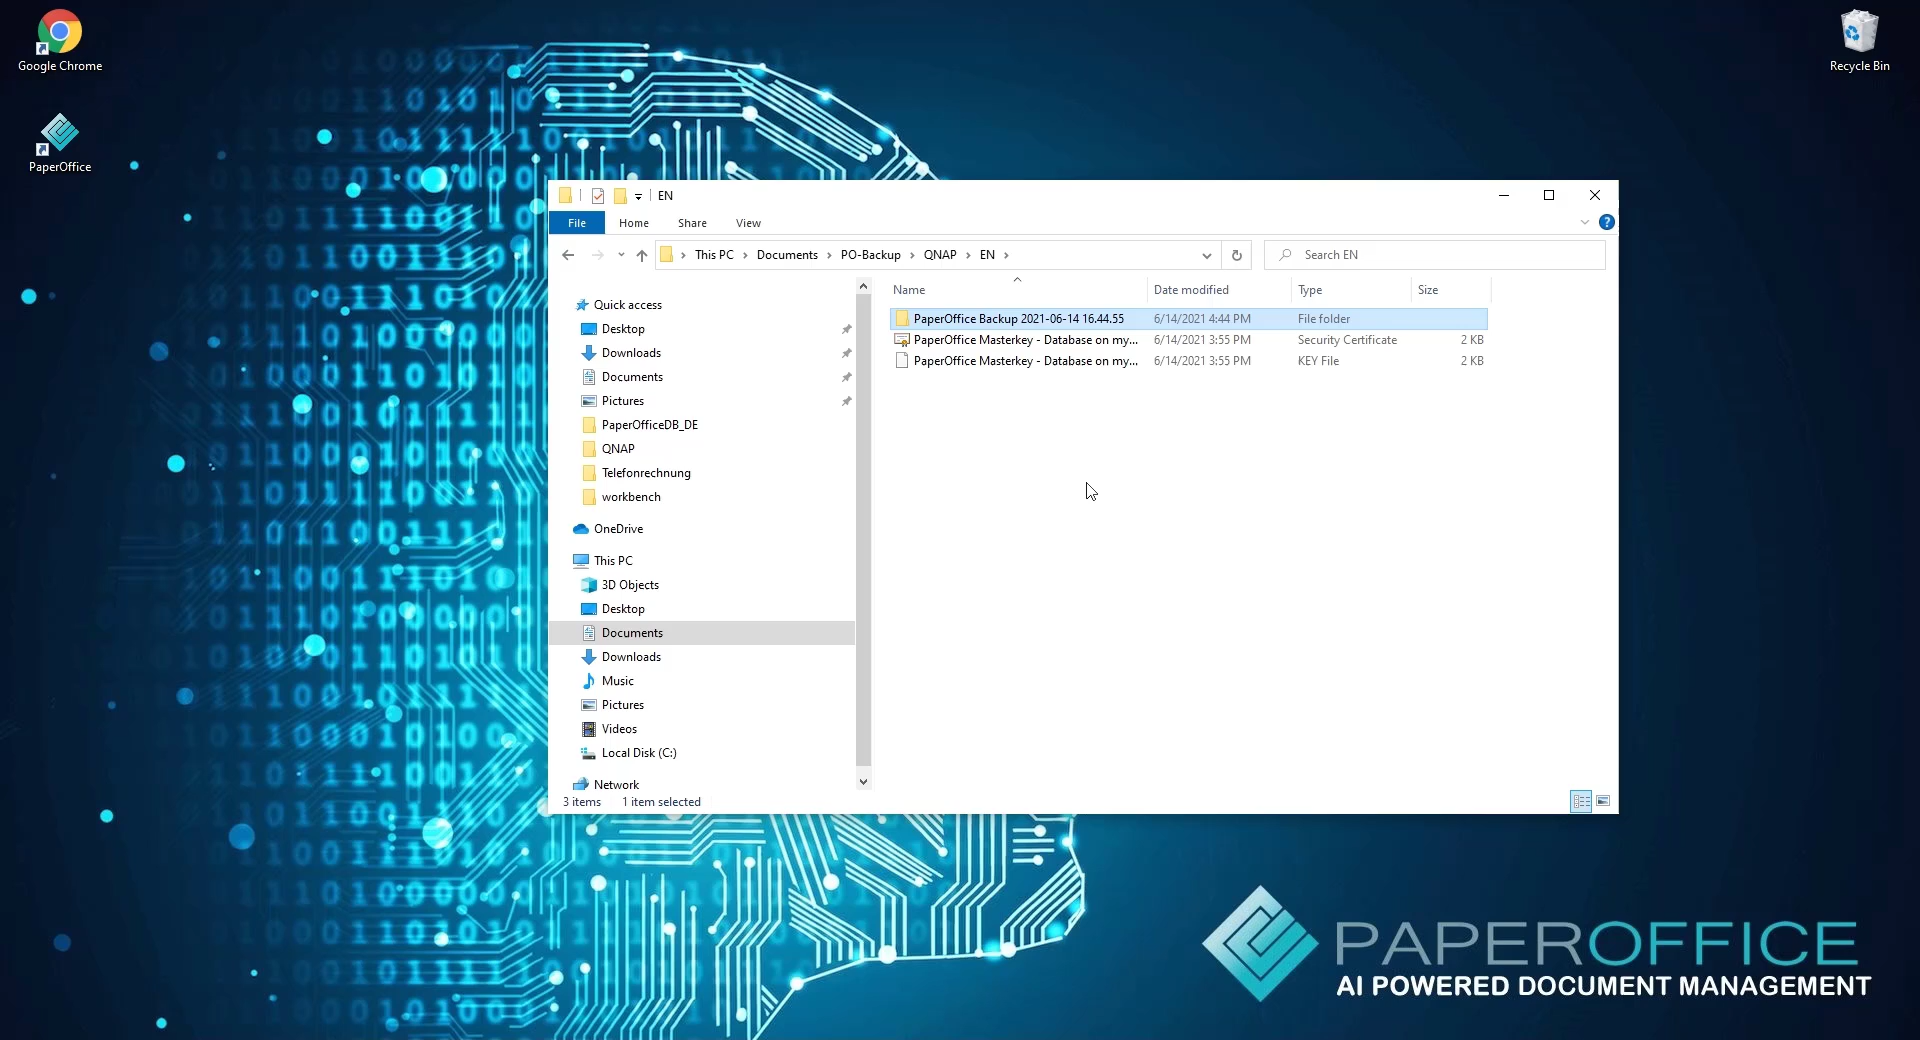 Google Chrome
PaperOffice
Recycle Bin
EN
File Home Share View
This PC Documents PO-Backup QNAP EN
Search EN
Name Date modified Type Size
PaperOffice Backup 2021-06-14 16.44.55 6/14/2021 4:44 PM File folder
PaperOffice Masterkey - Database on my... 6/14/2021 3:55 PM Security Certificate 2 KB
PaperOffice Masterkey - Database on my... 6/14/2021 3:55 PM KEY File 2 KB
Quick access
Desktop
Downloads
Documents
Pictures
PaperOfficeDB_DE
QNAP
Telefonrechnung
workbench
OneDrive
This PC
3D Objects
Desktop
Documents
Downloads
Music
Pictures
Videos
Local Disk (C:)
Network
3 items 1 item selected
PAPEROFFICE
AI POWERED DOCUMENT MANAGEMENT